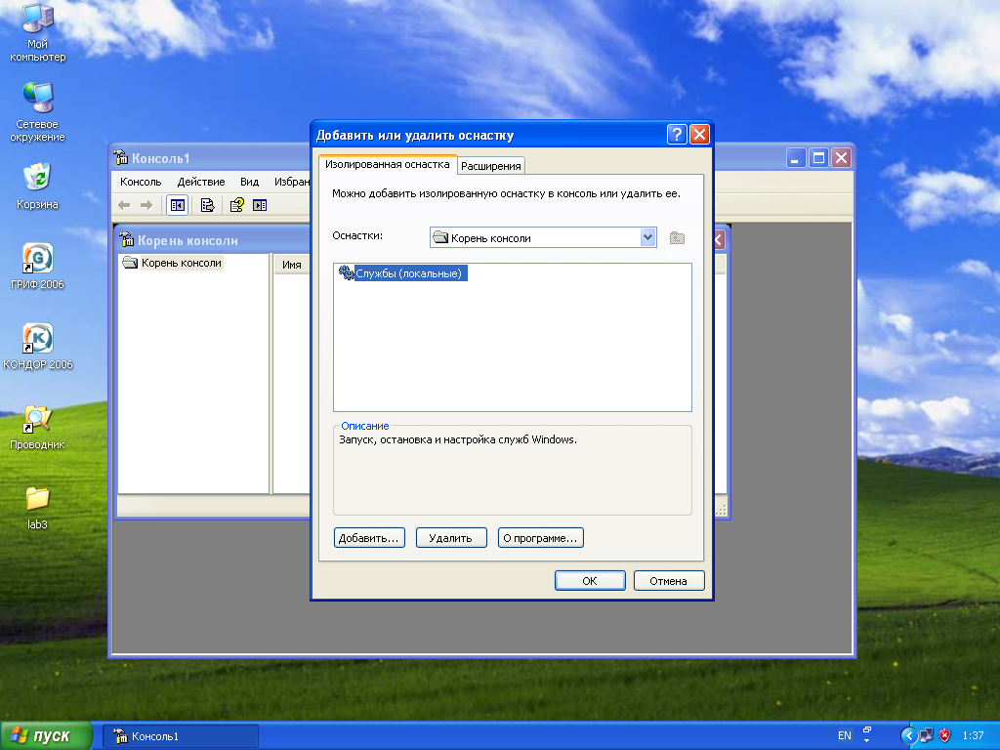 Мой
компьютер
Сетевое
окружение
Корзина
ГРИФ 2006
КОНДОР 2006
Проводник
lab3
Консоль1
Консоль Действие Вид Избран
Корень консоли
Корень консоли
Имя
Добавить или удалить оснастку
Изолированная оснастка
Расширения
Можно добавить изолированную оснастку в консоль или удалить ее.
Оснастки:
Корень консоли
Службы (локальные)
Описание
Запуск, остановка и настройка служб Windows.
Добавить...
Удалить
О программе...
ОК
Отмена
пуск
Консоль1
EN
1:37